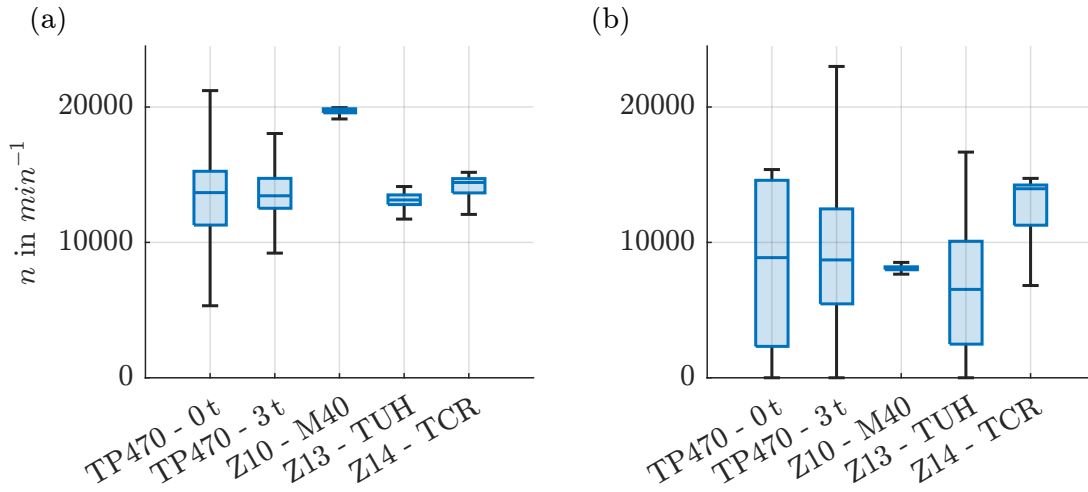 (a)
n in min⁻¹
20000
10000
0
TP470 - 0 t
TP470 - 3 t
Z10 - M40
Z13 - TUH
Z14 - TCR
(b)
20000
10000
0
TP470 - 0 t
TP470 - 3 t
Z10 - M40
Z13 - TUH
Z14 - TCR